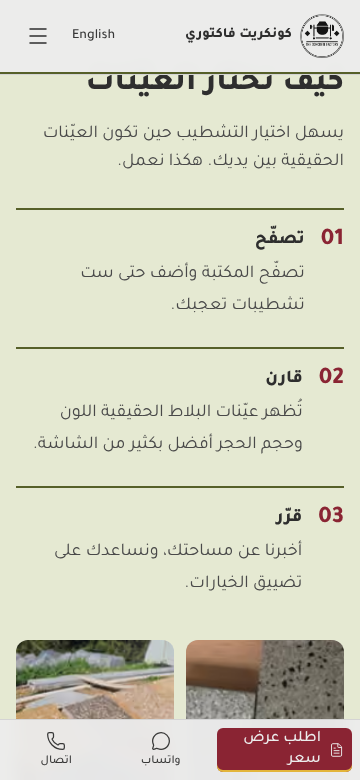 كونكريت فاكتوري
English
كيف تختار العينات
يسهل اختيار التشطيب حين تكون العيّنات
الحقيقية بين يديك. هكذا نعمل.
01 تصفّح
تصفّح المكتبة وأضف حتى ست
تشطيبات تعجبك.
02 قارن
تُظهر عيّنات البلاط الحقيقية اللون
وحجم الحجر أفضل بكثير من الشاشة.
03 قرّر
أخبرنا عن مساحتك، ونساعدك على
تضييق الخيارات.
اطلب عرض
سعر
واتساب
اتصال